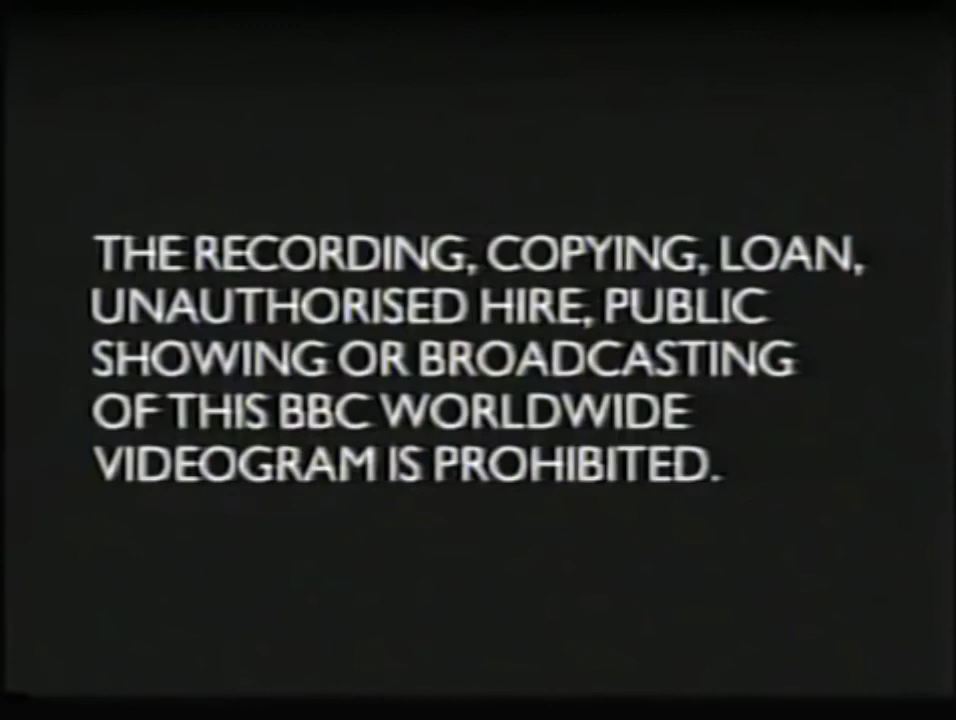 THE RECORDING, COPYING, LOAN,
UNAUTHORISED HIRE, PUBLIC
SHOWING OR BROADCASTING
OF THIS BBC WORLDWIDE
VIDEOGRAM IS PROHIBITED.